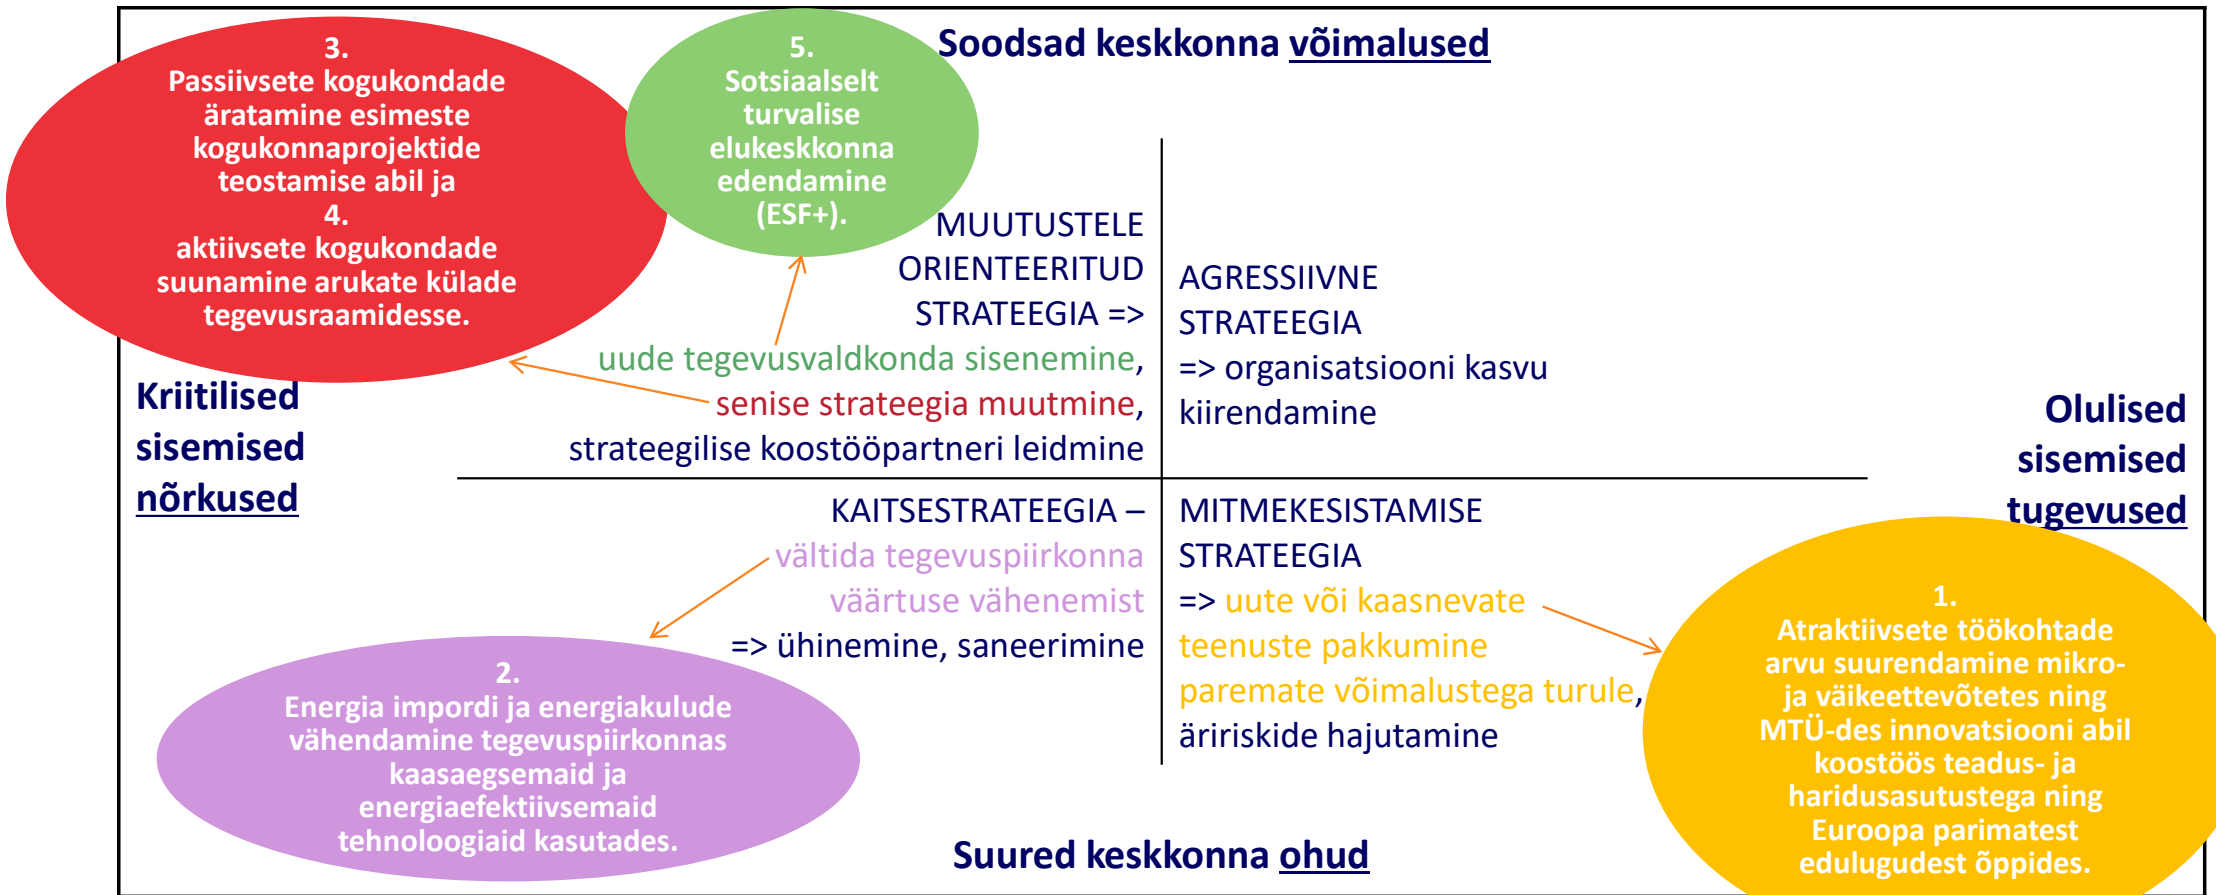 Soodsad keskkonna võimalused
3.
Passiivsete kogukondade
äratamine esimeste
kogukonnaprojektide
teostamise abil ja
4.
aktiivsete kogukondade
suunamine arukate külade
tegevusraamidesse.
5.
Sotsiaalselt
turvalise
elukeskkonna
edendamine
(ESF+).
MUUTUSTELE
ORIENTEERITUD
STRATEEGIA =>
uude tegevusvaldkonda sisenemine,
senise strateegia muutmine,
strateegilise koostööpartneri leidmine
AGRESSIIVNE
STRATEEGIA
=> organisatsiooni kasvu
kiirendamine
Kriitilised
sisemised
nõrkused
Olulised
sisemised
tugevused
KAITSESTRATEEGIA –
vältida tegevuspiirkonna
väärtuse vähenemist
=> ühinemine, saneerimine
MITMEKESISTAMISE
STRATEEGIA
=> uute või kaasnevate
teenuste pakkumine
paremate võimalustega turule,
äririskide hajutamine
2.
Energia impordi ja energiakulude
vähendamine tegevuspiirkonnas
kaasaegsemaid ja
energiaefektiivsemaid
tehnoloogiaid kasutades.
1.
Atraktiivsete töökohtade
arvu suurendamine mikro-
ja väikeettevõtetes ning
MTÜ-des innovatsiooni abil
koostöös teadus- ja
haridusasutustega ning
Euroopa parimatest
edulugudest õppides.
Suured keskkonna ohud